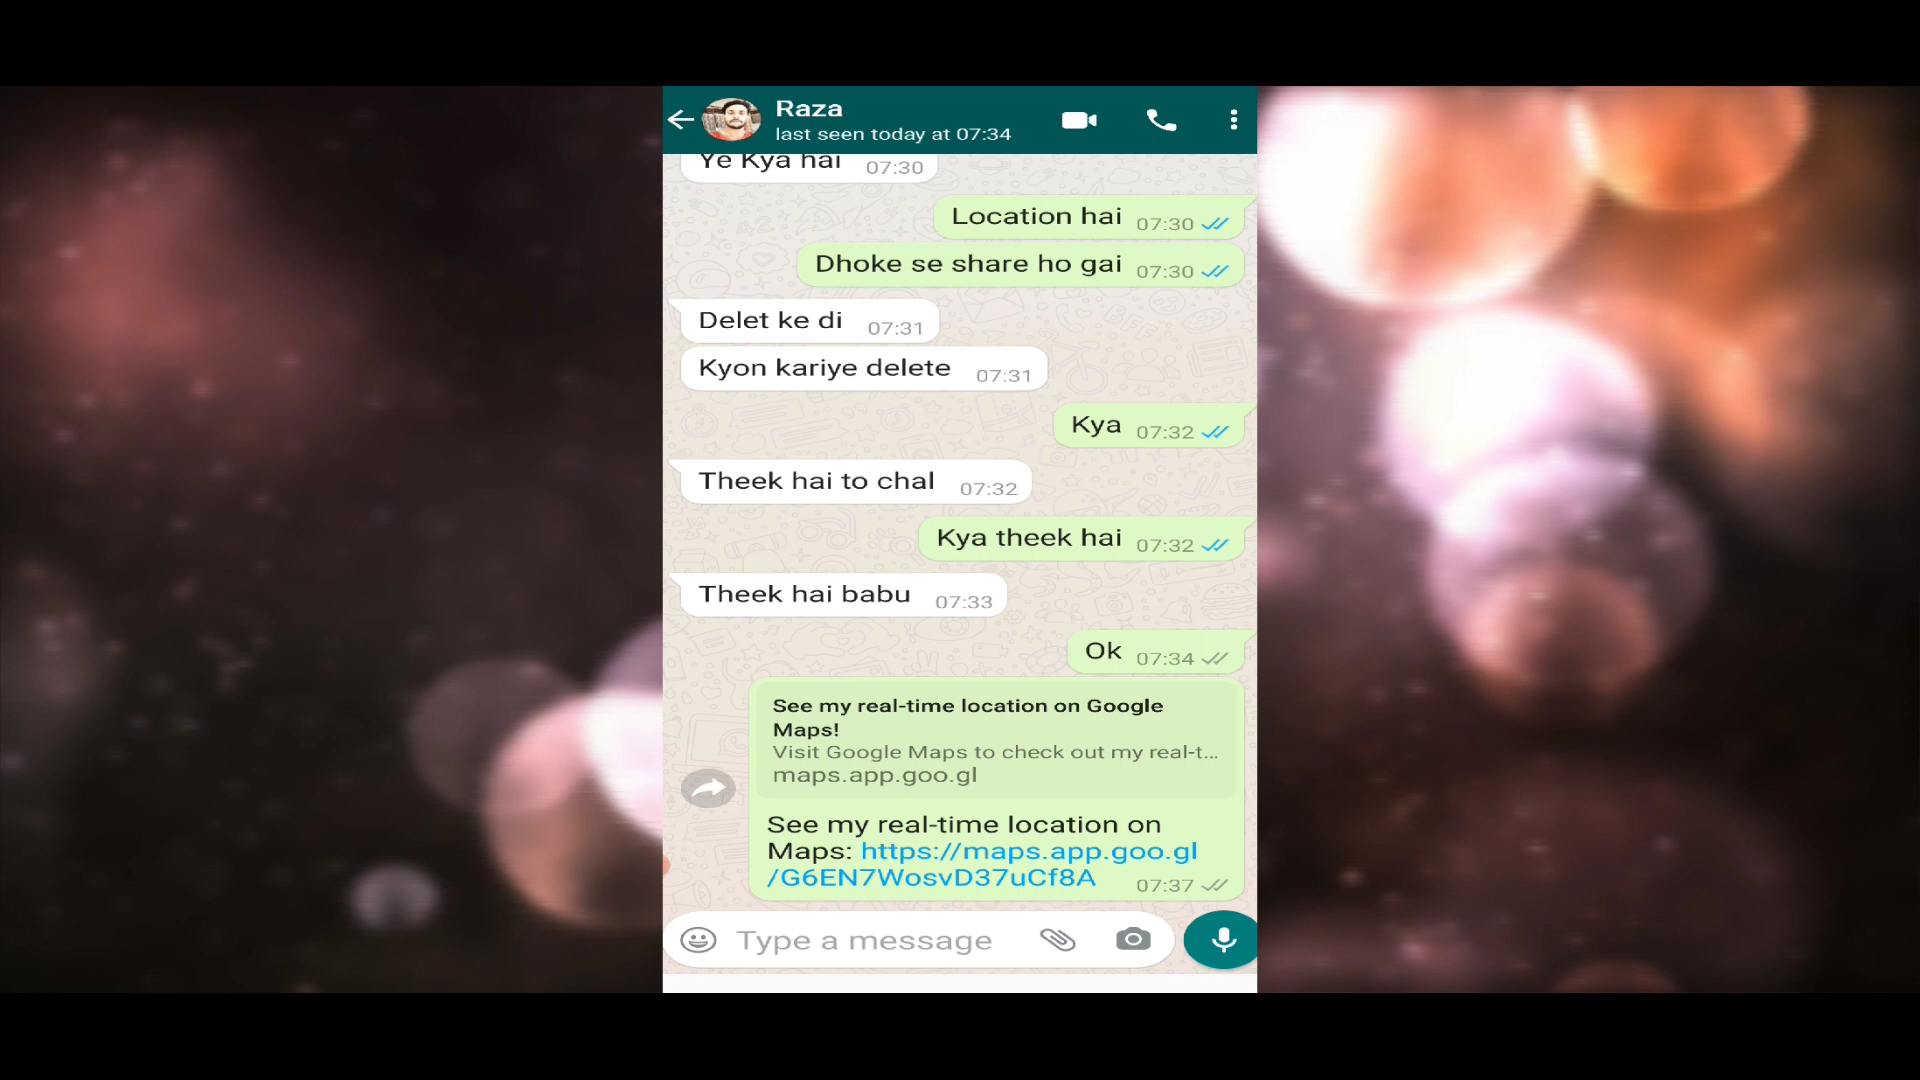 Raza
last seen today at 07:34
Ye Kya hai 07:30
Location hai 07:30
Dhoke se share ho gai 07:30
Delet ke di 07:31
Kyon kariye delete 07:31
Kya 07:32
Theek hai to chal 07:32
Kya theek hai 07:32
Theek hai babu 07:33
Ok 07:34
See my real-time location on Google
Maps!
Visit Google Maps to check out my real-t...
maps.app.goo.gl
See my real-time location on
Maps: https://maps.app.goo.gl
/G6EN7WosvD37uCf8A 07:37
Type a message